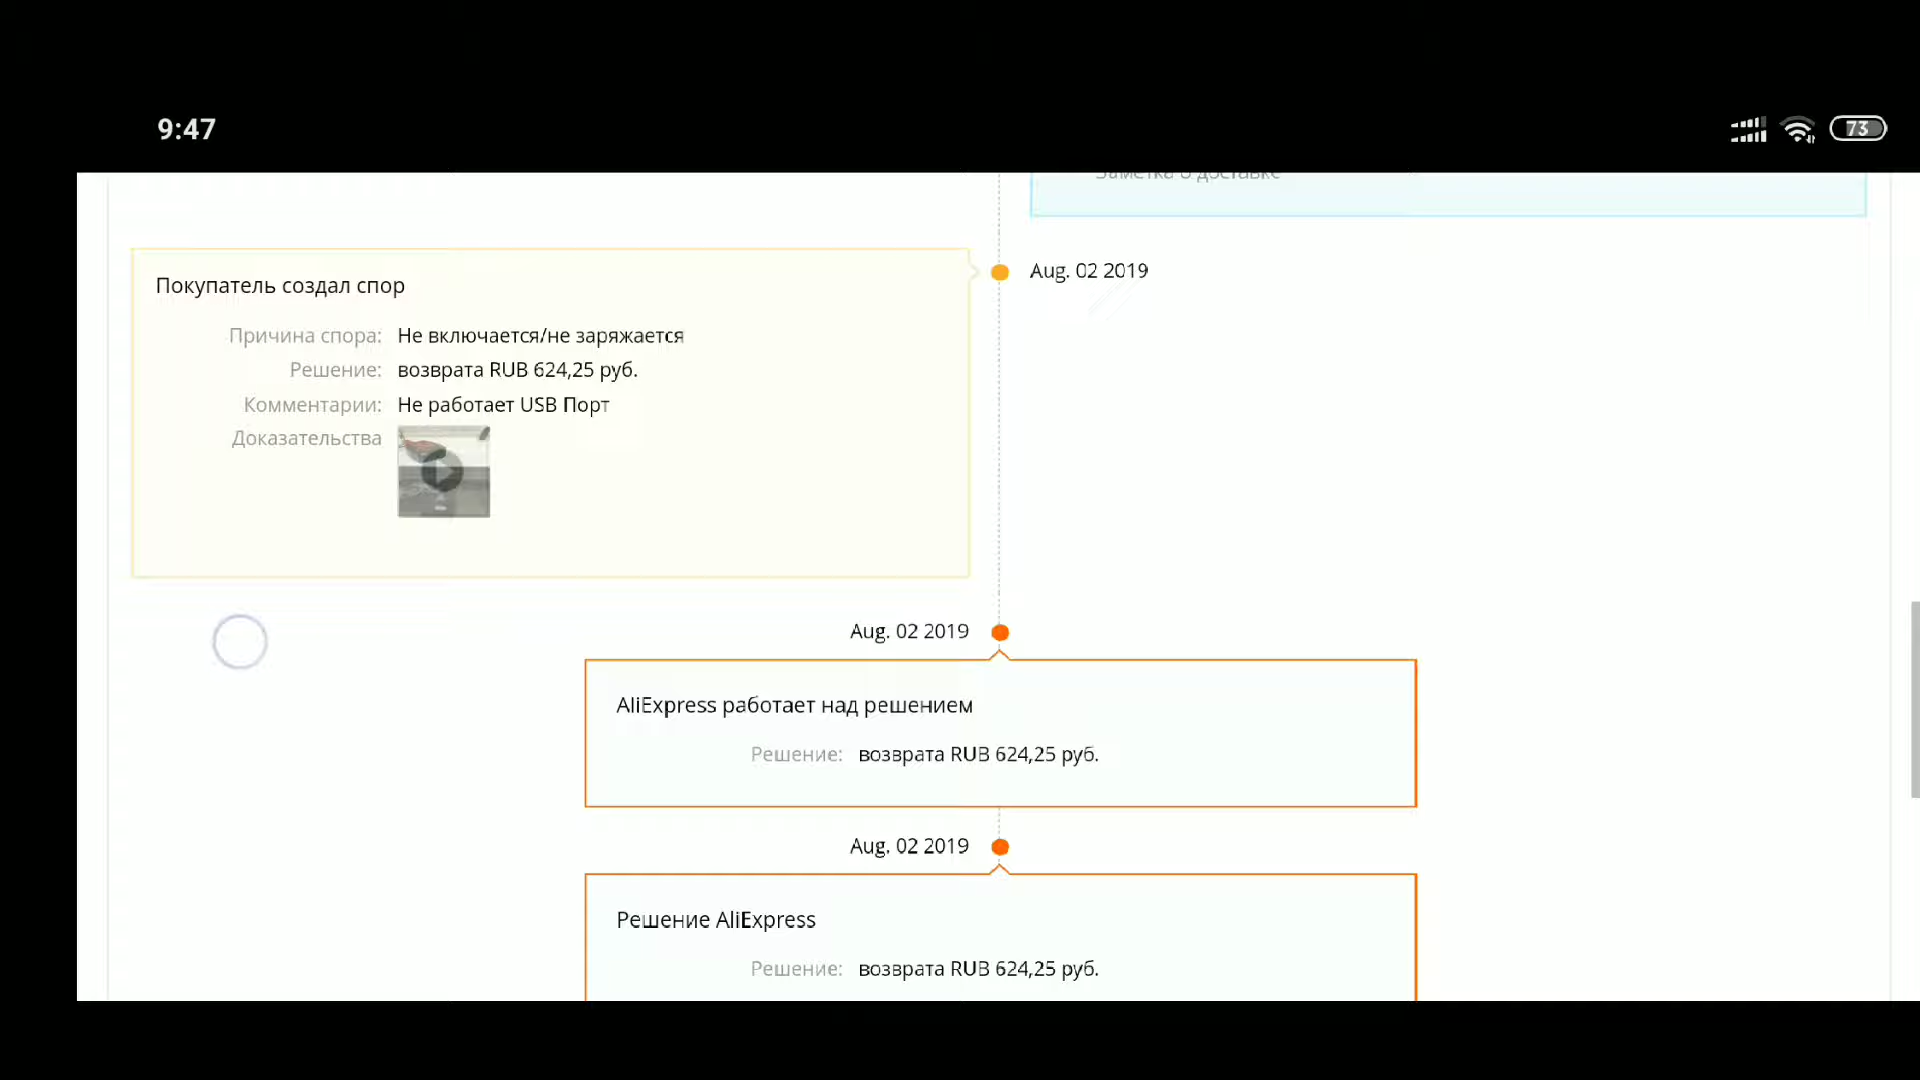 9:47
73
Заметка о доставке
Aug. 02 2019
Покупатель создал спор
Причина спора: Не включается/не заряжается
Решение: возврата RUB 624,25 руб.
Комментарии: Не работает USB Порт
Доказательства
Aug. 02 2019
AliExpress работает над решением
Решение: возврата RUB 624,25 руб.
Aug. 02 2019
Решение AliExpress
Решение: возврата RUB 624,25 руб.